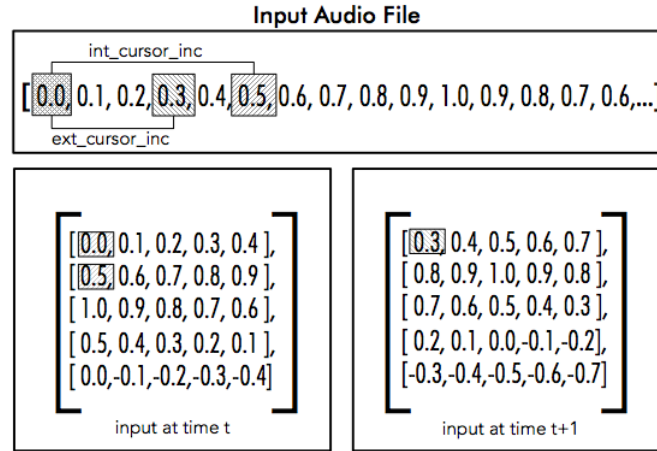 Input Audio File
int_cursor_inc
[ 0.0, 0.1, 0.2, 0.3, 0.4, 0.5, 0.6, 0.7, 0.8, 0.9, 1.0, 0.9, 0.8, 0.7, 0.6,...]
ext_cursor_inc
[ 0.0, 0.1, 0.2, 0.3, 0.4 ],
[ 0.5, 0.6, 0.7, 0.8, 0.9 ],
[ 1.0, 0.9, 0.8, 0.7, 0.6 ],
[ 0.5, 0.4, 0.3, 0.2, 0.1 ],
[ 0.0,-0.1,-0.2,-0.3,-0.4]
input at time t
[ 0.3, 0.4, 0.5, 0.6, 0.7 ],
[ 0.8, 0.9, 1.0, 0.9, 0.8 ],
[ 0.7, 0.6, 0.5, 0.4, 0.3 ],
[ 0.2, 0.1, 0.0,-0.1,-0.2],
[-0.3,-0.4,-0.5,-0.6,-0.7]
input at time t+1